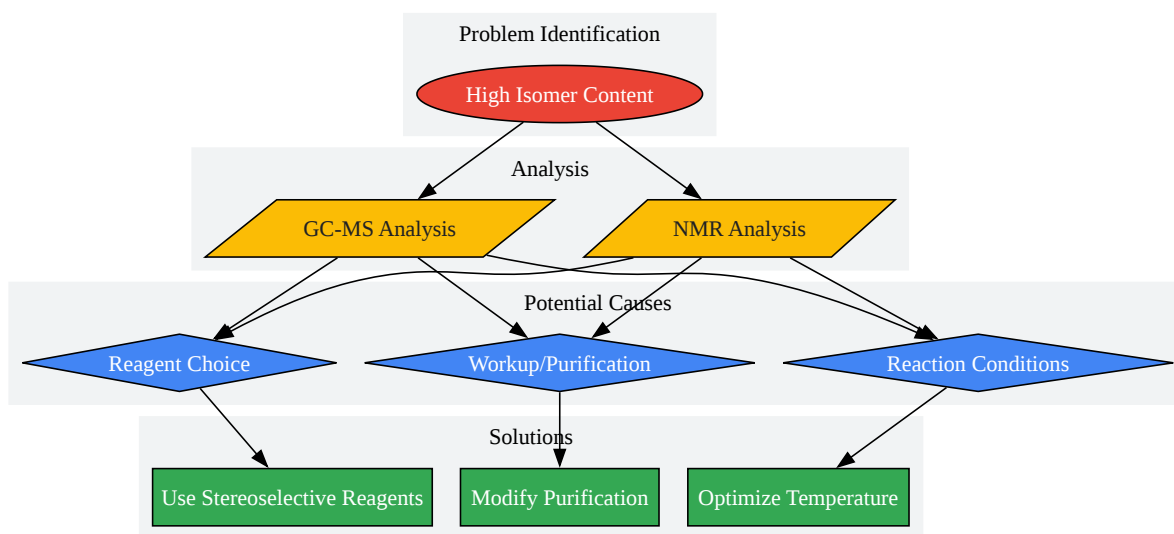 Problem Identification
High Isomer Content
Analysis
GC-MS Analysis
NMR Analysis
Potential Causes
Reagent Choice
Workup/Purification
Reaction Conditions
Solutions
Use Stereoselective Reagents
Modify Purification
Optimize Temperature